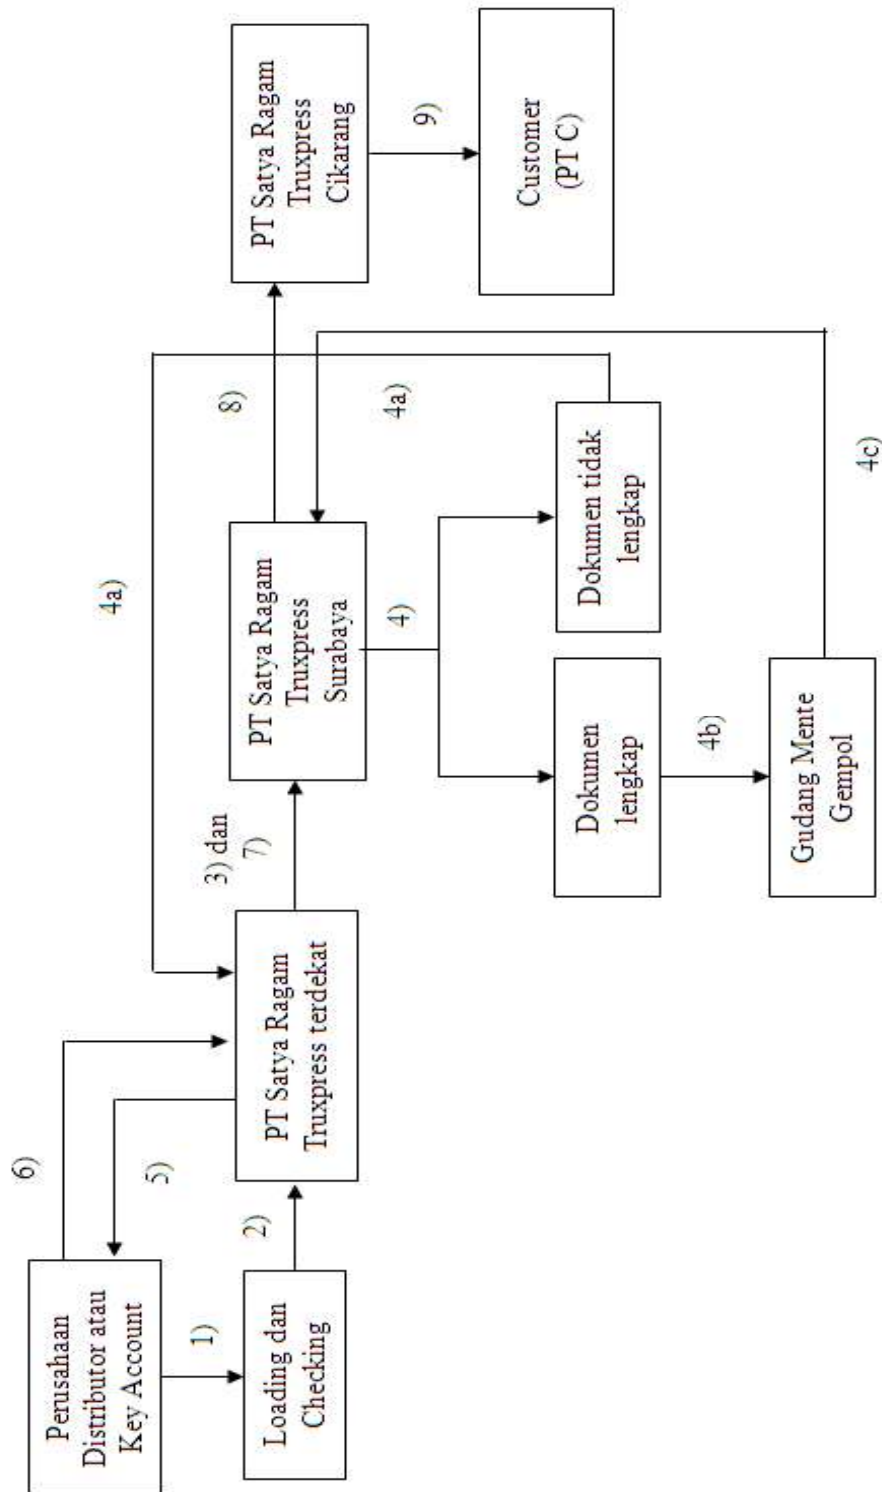 Perusahaan
Distributor atau
Key Account
1)
Loading dan
Checking
2)
6)
5)
PT Satya Ragam
Truxpress terdekat
4a)
3) dan
7)
PT Satya Ragam
Truxpress
Surabaya
4)
Dokumen
lengkap
4b)
Gudang Mente
Gempol
Dokumen tidak
lengkap
4a)
4c)
8)
PT Satya Ragam
Truxpress
Cikarang
9)
Customer
(PT C)